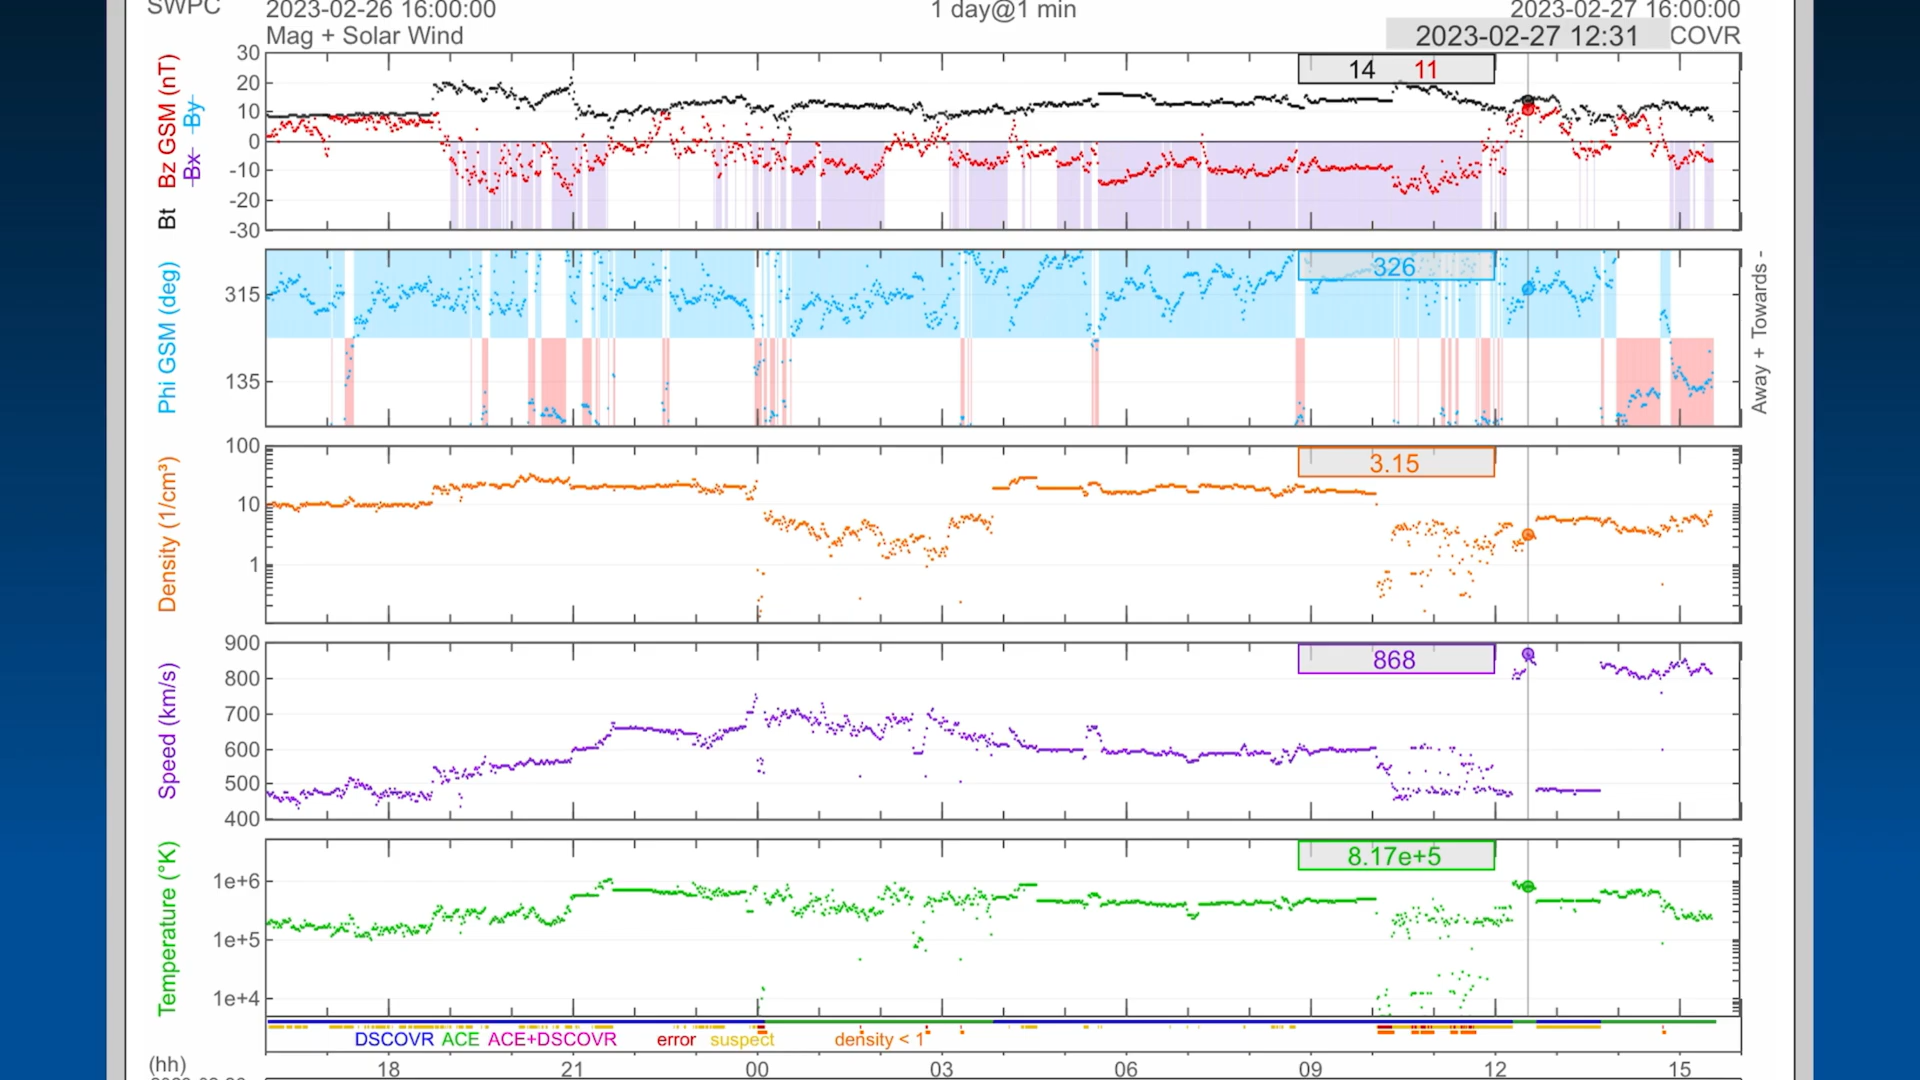 SWPC 2023-02-26 16:00:00 1 day@1 min 2023-02-27 16:00:00
Mag + Solar Wind 2023-02-27 12:31 COVR
Bt Bz GSM (nT)
Bx By
30
20
10
0
-10
-20
-30
14 11
Phi GSM (deg)
315
135
326
Away + Towards -
Density (1/cm³)
100
10
1
3.15
Speed (km/s)
900
800
700
600
500
400
868
Temperature (°K)
1e+6
1e+5
1e+4
8.17e+5
DSCOVR ACE ACE+DSCOVR error suspect density < 1
(hh) 18 21 00 03 06 09 12 15